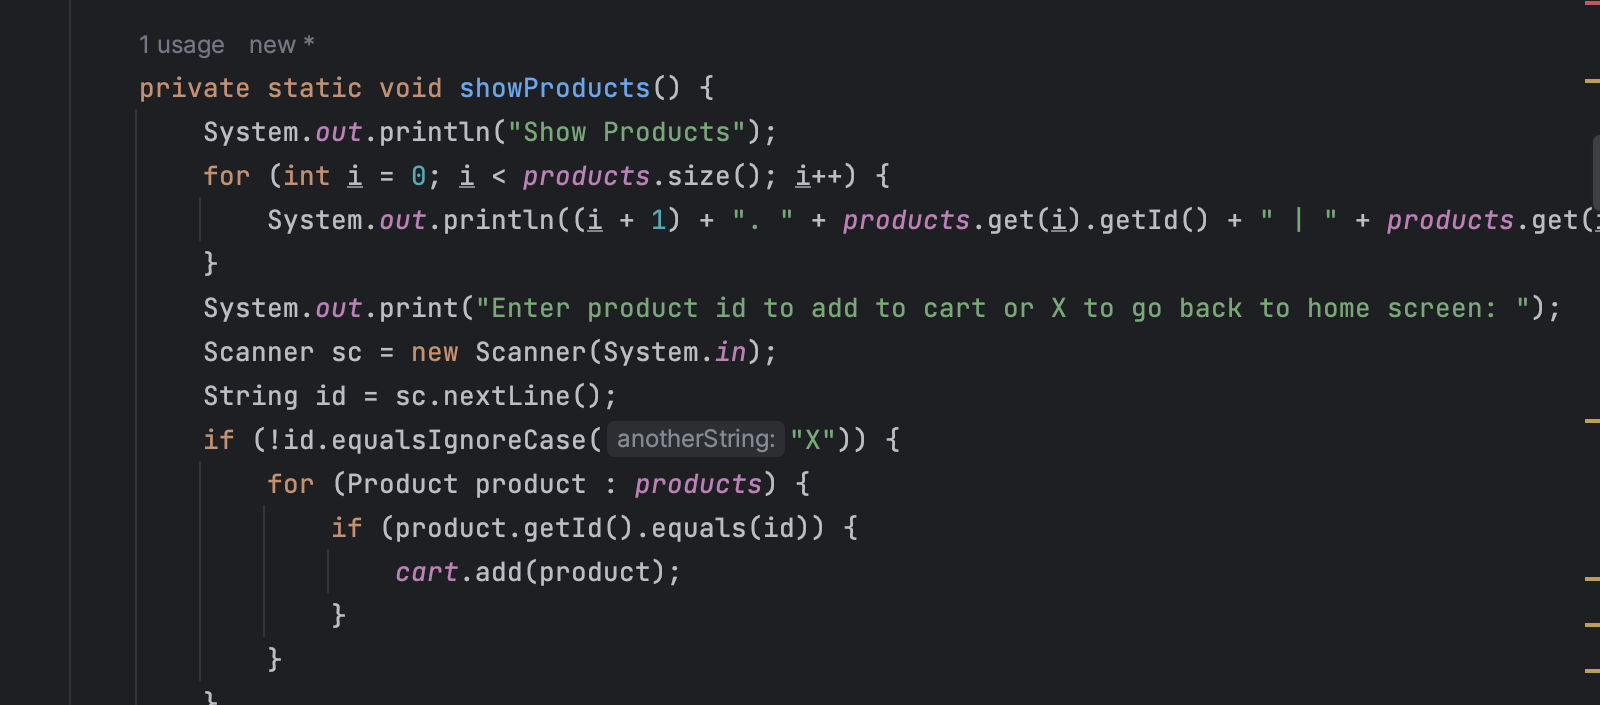 1 usage   new *
private static void showProducts() {
    System.out.println("Show Products");
    for (int i = 0; i < products.size(); i++) {
        System.out.println((i + 1) + ". " + products.get(i).getId() + " | " + products.get(
    }
    System.out.print("Enter product id to add to cart or X to go back to home screen: ");
    Scanner sc = new Scanner(System.in);
    String id = sc.nextLine();
    if (!id.equalsIgnoreCase( anotherString: "X")) {
        for (Product product : products) {
            if (product.getId().equals(id)) {
                cart.add(product);
            }
        }
    }